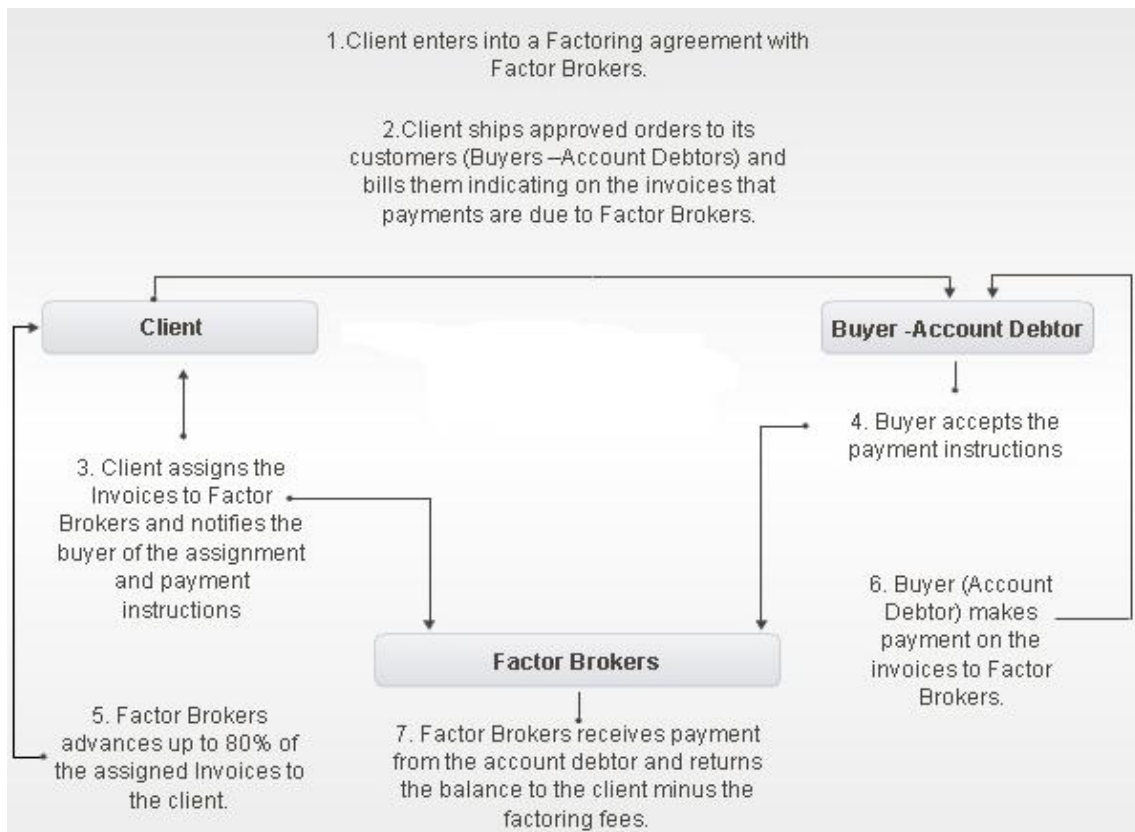 1.Client enters into a Factoring agreement with
Factor Brokers.
2.Client ships approved orders to its
customers (Buyers –Account Debtors) and
bills them indicating on the invoices that
payments are due to Factor Brokers.
Client
Buyer -Account Debtor
3. Client assigns the
Invoices to Factor
Brokers and notifies the
buyer of the assignment
and payment
instructions
4. Buyer accepts the
payment instructions
Factor Brokers
5. Factor Brokers
advances up to 80% of
the assigned Invoices to
the client.
6. Buyer (Account
Debtor) makes
payment on the
invoices to Factor
Brokers.
7. Factor Brokers receives payment
from the account debtor and returns
the balance to the client minus the
factoring fees.